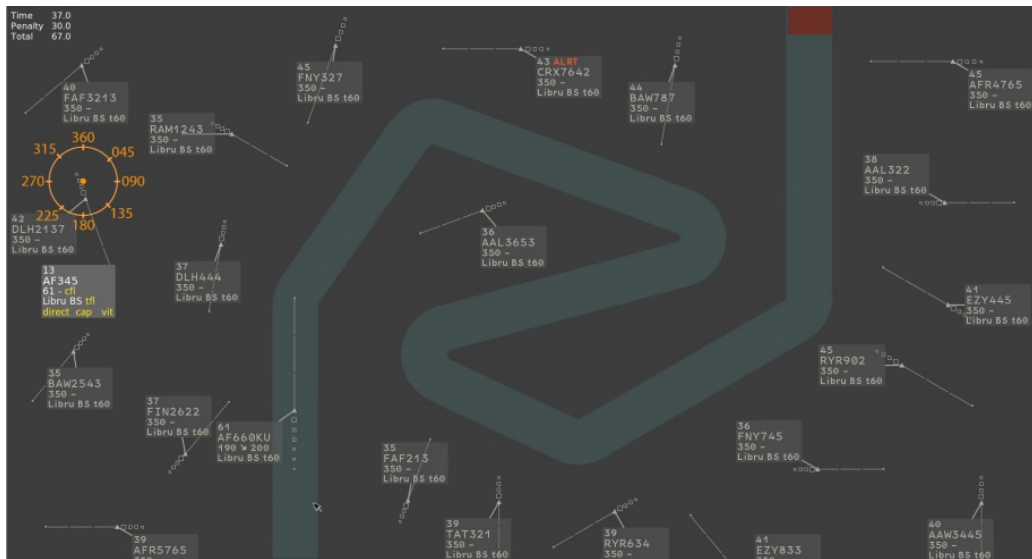 Time 37.0
Penalty 30.0
Total 67.0
40
FAF3213
350 -
Libru BS t60
45
FNY327
350 -
Libru BS t60
43 ALRT
CRX7642
350 -
Libru BS t60
44
BAW787
350 -
Libru BS t60
45
AFR4765
350 -
Libru BS t60
35
RAM1243
350 -
Libru BS t60
360
315
045
270
090
225
135
180
38
AAL322
350 -
Libru BS t60
42
DLH2137
350 -
Libru BS t60
36
AAL3653
350 -
Libru BS t60
13
AF345
61 - cfl
Libru BS tfl
direct cap vit
37
DLH444
350 -
Libru BS t60
41
EZY445
350 -
Libru BS t60
45
RYR902
350 -
Libru BS t60
35
BAW2543
350 -
Libru BS t60
37
FIN2622
350 -
Libru BS t60
61
AF660KU
190 ↘ 200
Libru BS t60
35
FAF213
350 -
Libru BS t60
36
FNY745
350 -
Libru BS t60
39
AFR5765
350 -
39
TAT321
350 -
39
RYR634
350 -
41
EZY833
350 -
40
AAW3445
350 -